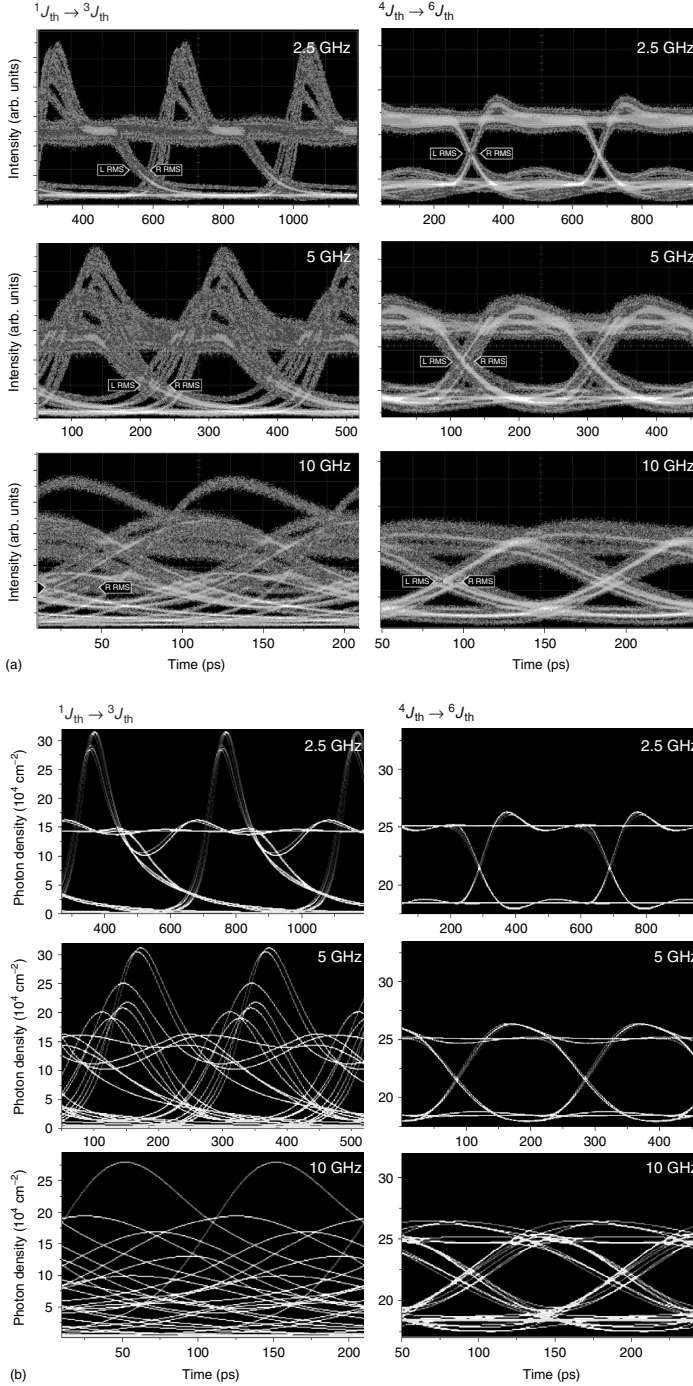 ¹J_th → ³J_th
⁴J_th → ⁶J_th
2.5 GHz
Intensity (arb. units)
L RMS R RMS
400 600 800 1000
2.5 GHz
L RMS R RMS
200 400 600 800
5 GHz
Intensity (arb. units)
L RMS R RMS
100 200 300 400 500
5 GHz
L RMS R RMS
100 200 300 400
10 GHz
Intensity (arb. units)
R RMS
50 100 150 200
Time (ps)
10 GHz
L RMS R RMS
50 100 150 200
Time (ps)
(a)
¹J_th → ³J_th
⁴J_th → ⁶J_th
2.5 GHz
Photon density (10⁴ cm⁻²)
30
25
20
15
10
5
0
400 600 800 1000
2.5 GHz
30
25
20
200 400 600 800
5 GHz
Photon density (10⁴ cm⁻²)
30
25
20
15
10
5
0
100 200 300 400 500
5 GHz
30
25
20
100 200 300 400
10 GHz
Photon density (10⁴ cm⁻²)
25
20
15
10
5
50 100 150 200
Time (ps)
10 GHz
30
25
20
50 100 150 200
Time (ps)
(b)